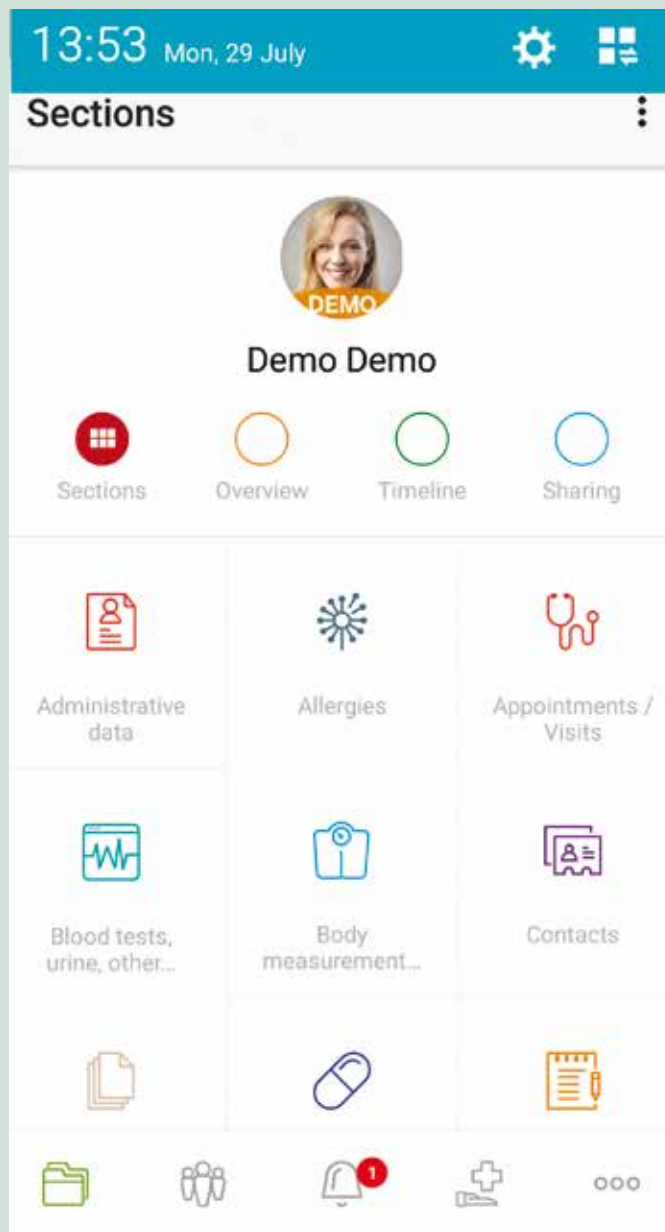 13:53 Mon, 29 July
Sections
DEMO
Demo Demo
Sections Overview Timeline Sharing
Administrative data
Allergies
Appointments / Visits
Blood tests, urine, other...
Body measurement...
Contacts
1